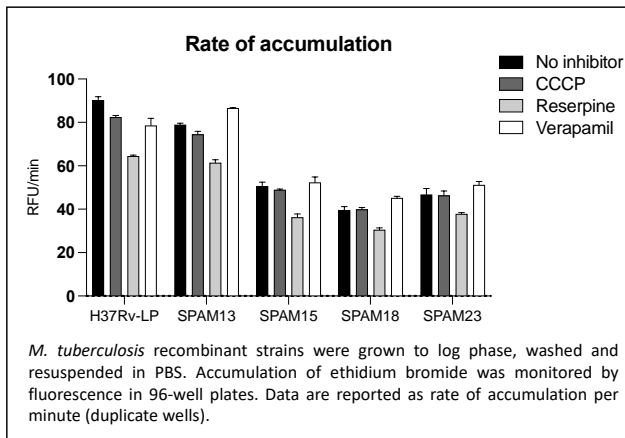 Rate of accumulation
No inhibitor
CCCP
Reserpine
Verapamil
RFU/min
100
80
60
40
20
0
H37Rv-LP SPAM13 SPAM15 SPAM18 SPAM23
M. tuberculosis recombinant strains were grown to log phase, washed and
resuspended in PBS. Accumulation of ethidium bromide was monitored by
fluorescence in 96-well plates. Data are reported as rate of accumulation per
minute (duplicate wells).